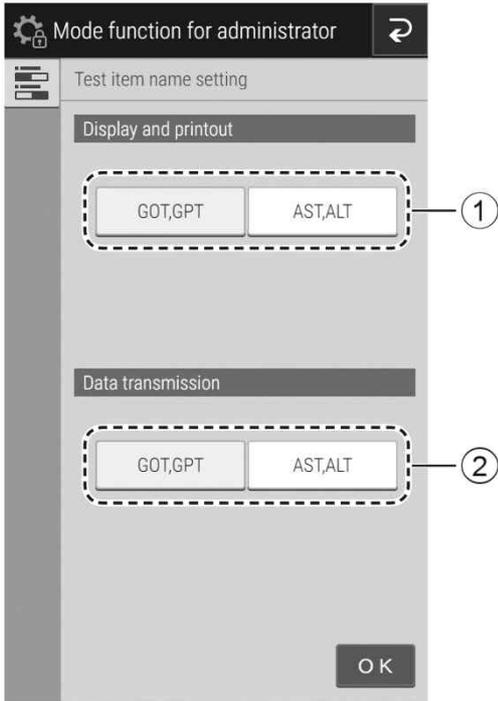 Mode function for administrator
Test item name setting
Display and printout
GOT,GPT AST,ALT
①
Data transmission
GOT,GPT AST,ALT
②
OK